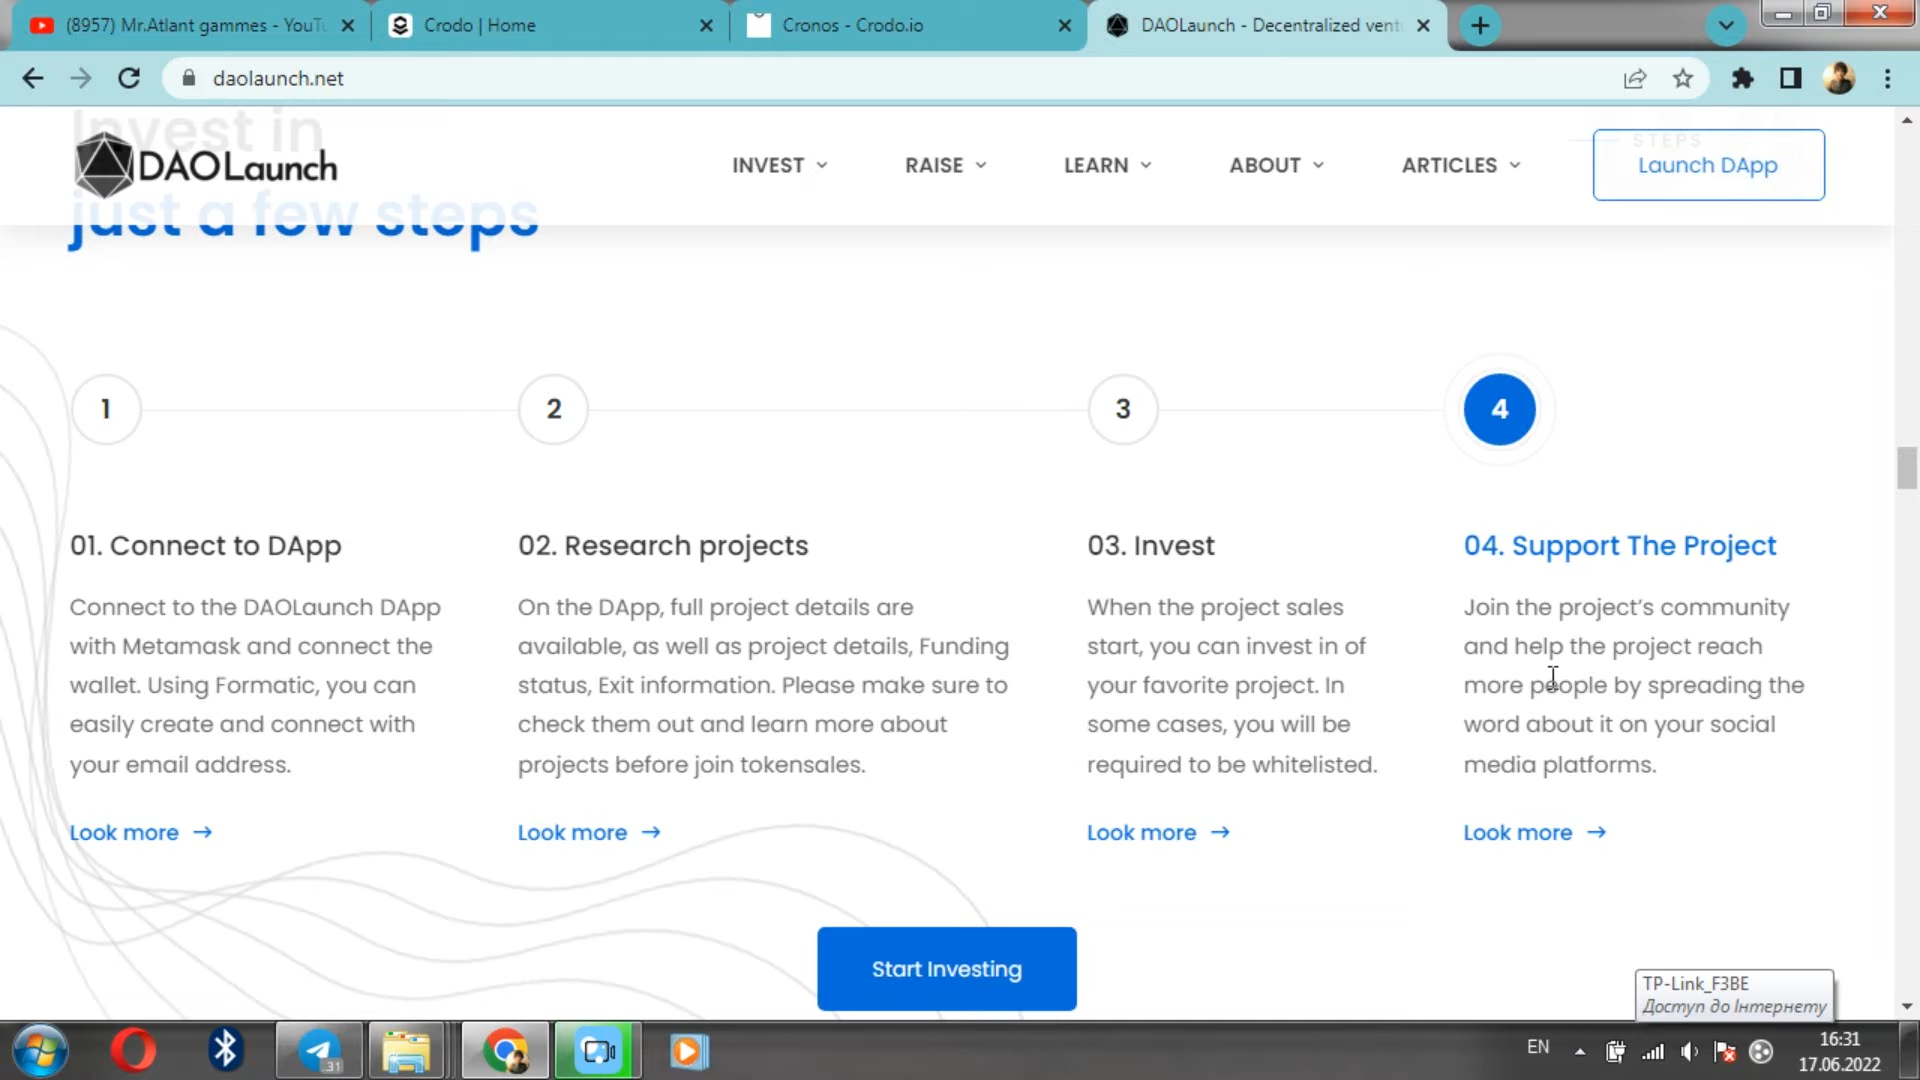 (8957) Mr.Atlant gammes - YouTu
Crodo | Home
Cronos - Crodo.io
DAOLaunch - Decentralized vent
daolaunch.net
Invest in
just a few steps
DAOLaunch
INVEST
RAISE
LEARN
ABOUT
ARTICLES
STEPS
Launch DApp
1
2
3
4
01. Connect to DApp
Connect to the DAOLaunch DApp
with Metamask and connect the
wallet. Using Formatic, you can
easily create and connect with
your email address.
Look more →
02. Research projects
On the DApp, full project details are
available, as well as project details, Funding
status, Exit information. Please make sure to
check them out and learn more about
projects before join tokensales.
Look more →
03. Invest
When the project sales
start, you can invest in of
your favorite project. In
some cases, you will be
required to be whitelisted.
Look more →
04. Support The Project
Join the project's community
and help the project reach
more people by spreading the
word about it on your social
media platforms.
Look more →
Start Investing
TP-Link_F3BE
Доступ до Інтернету
31
EN
16:31
17.06.2022